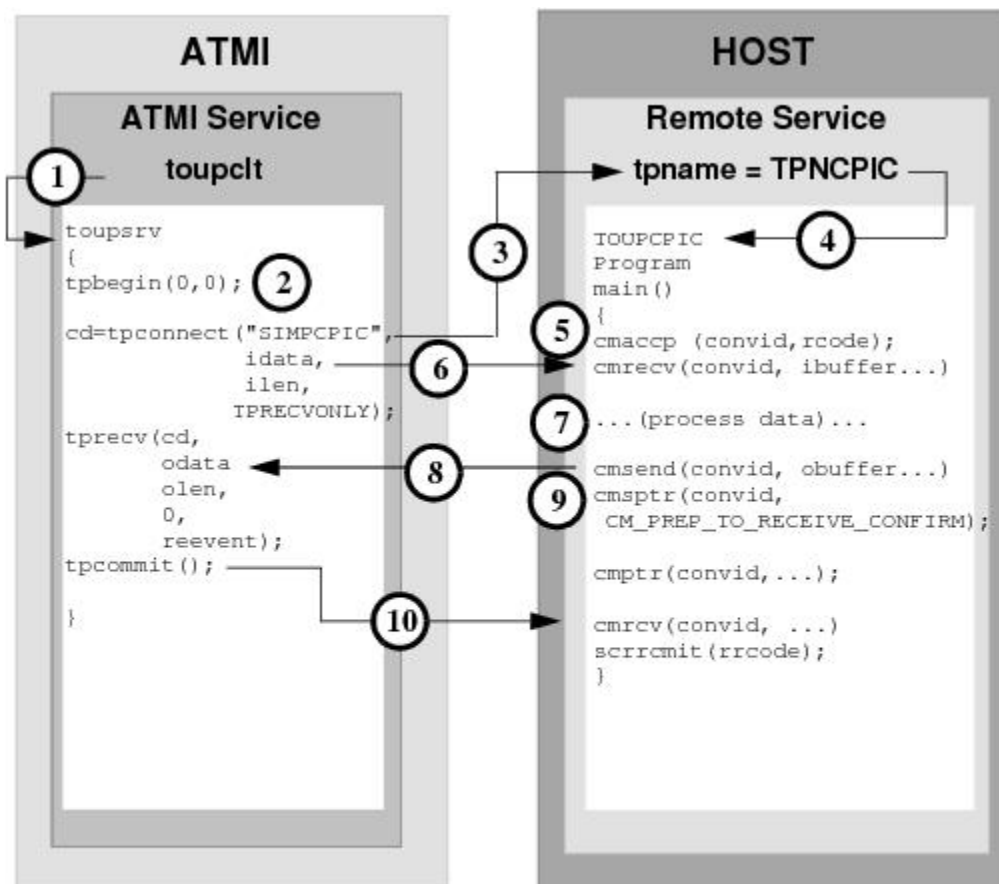 ATMI
ATMI Service
toupclt
1
toupsrv
{
tpbegin(0,0);
2
cd=tpconnect("SIMPCPIC",
idata,
ilen,
TPRECVONLY);
tprecv(cd,
odata
olen,
0,
reevent);
tpcommit();
}
3
6
8
10
HOST
Remote Service
tpname = TPNCPIC
4
TOUPCPIC
Program
main()
{
5
cmaccp (convid,rcode);
cmrecv(convid, ibuffer...)
7
...(process data)...
cmsend(convid, obuffer...)
9
cmsptr(convid,
CM_PREP_TO_RECEIVE_CONFIRM);
cmptr(convid,...);
cmrcv(convid, ...)
scrrcmit(rrcode);
}